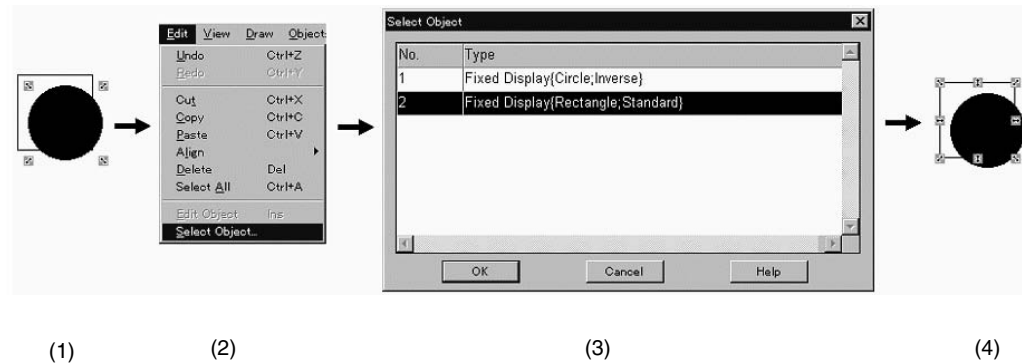 Edit View Draw Object
Undo Ctrl+Z
Redo Ctrl+Y
Cut Ctrl+X
Copy Ctrl+C
Paste Ctrl+V
Align
Delete Del
Select All Ctrl+A
Edit Object Ins
Select Object...
Select Object
No. Type
1 Fixed Display{Circle;Inverse}
2 Fixed Display{Rectangle;Standard}
OK Cancel Help
(1) (2) (3) (4)